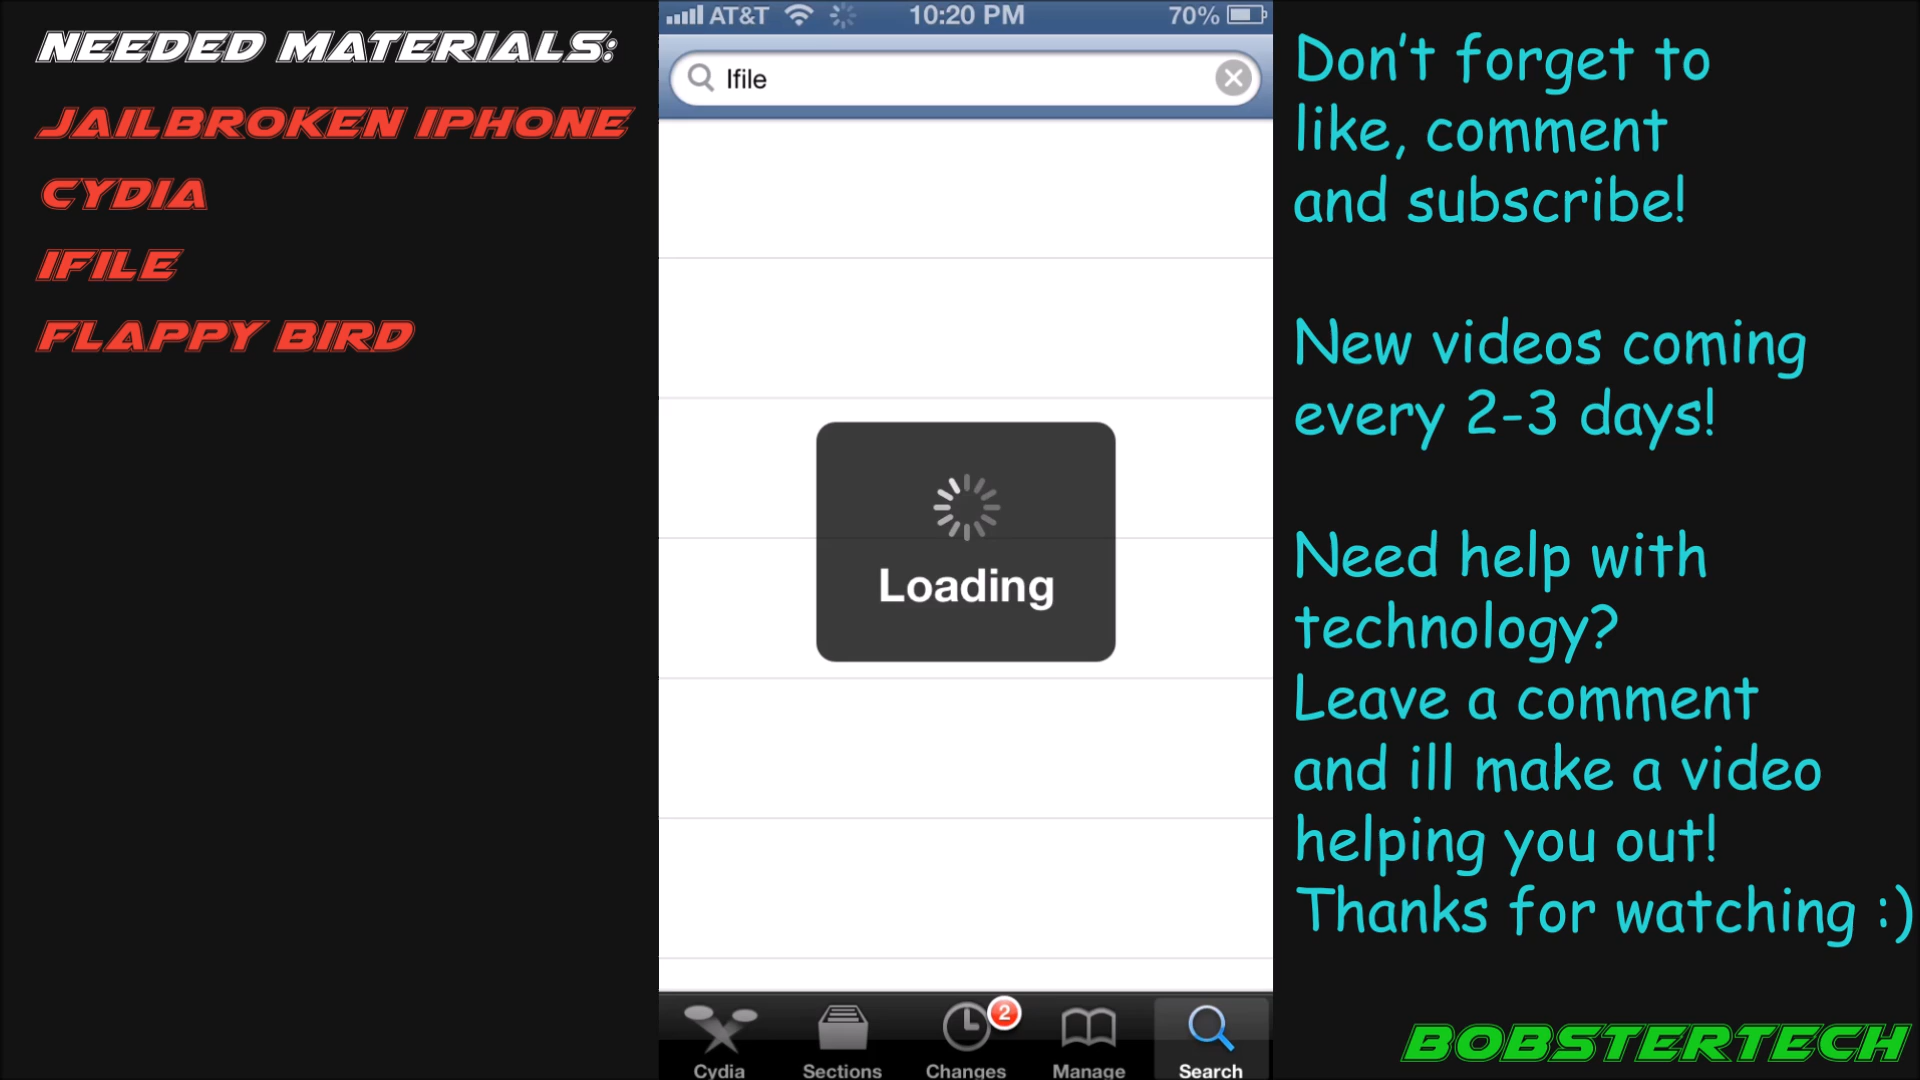 NEEDED MATERIALS:
JAILBROKEN IPHONE
CYDIA
IFILE
FLAPPY BIRD
AT&T 10:20 PM 70%
Ifile
Loading
Cydia Sections Changes 2 Manage Search
Don't forget to
like, comment
and subscribe!
New videos coming
every 2-3 days!
Need help with
technology?
Leave a comment
and ill make a video
helping you out!
Thanks for watching :)
BOBSTERTECH